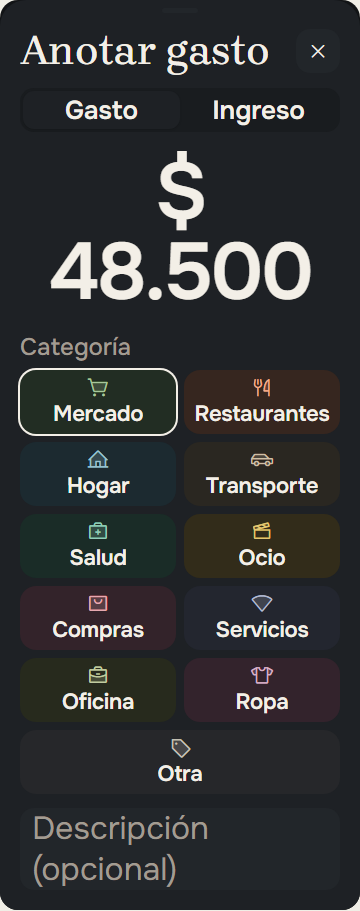 Anotar gasto
Gasto Ingreso
$
48.500
Categoría
Mercado Restaurantes
Hogar Transporte
Salud Ocio
Compras Servicios
Oficina Ropa
Otra
Descripción
(opcional)